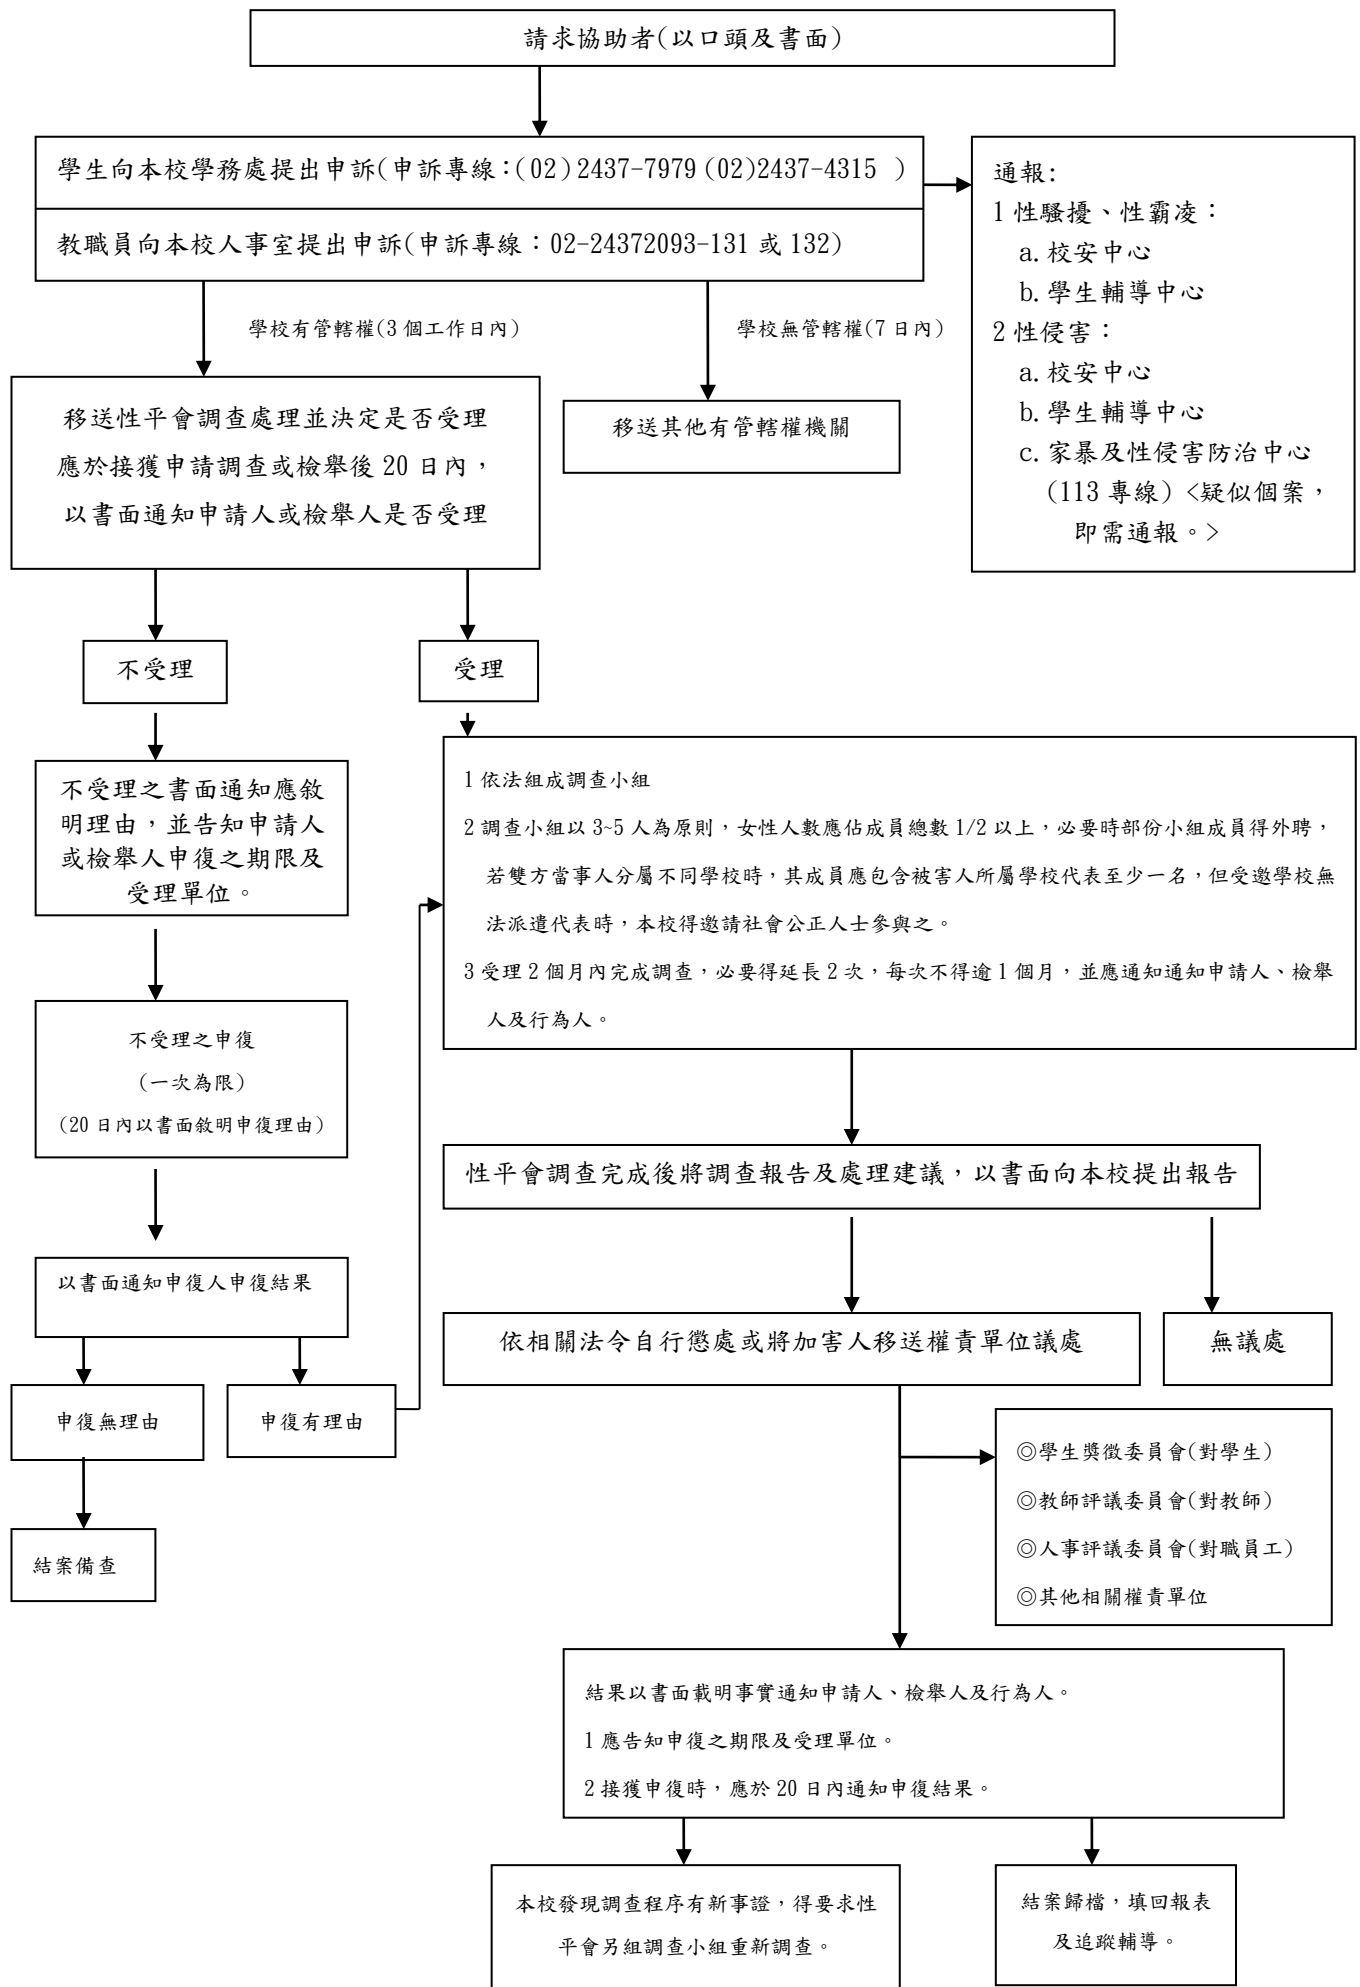 請求協助者(以口頭及書面)
學生向本校學務處提出申訴(申訴專線：(02)2437-7979 (02)2437-4315 )
教職員向本校人事室提出申訴(申訴專線：02-24372093-131 或 132)
通報:
1 性騷擾、性霸凌：
a.校安中心
b.學生輔導中心
2 性侵害：
a.校安中心
b.學生輔導中心
c.家暴及性侵害防治中心
(113 專線) <疑似個案，
即需通報。>
學校有管轄權(3 個工作日內)
學校無管轄權(7 日內)
移送性平會調查處理並決定是否受理
應於接獲申請調查或檢舉後 20 日內，
以書面通知申請人或檢舉人是否受理
移送其他有管轄權機關
不受理
受理
不受理之書面通知應敘
明理由，並告知申請人
或檢舉人申復之期限及
受理單位。
1 依法組成調查小組
2 調查小組以 3~5 人為原則，女性人數應佔成員總數 1/2 以上，必要時部份小組成員得外聘，
若雙方當事人分屬不同學校時，其成員應包含被害人所屬學校代表至少一名，但受邀學校無
法派遣代表時，本校得邀請社會公正人士參與之。
3 受理 2 個月內完成調查，必要得延長 2 次，每次不得逾 1 個月，並應通知通知申請人、檢舉
人及行為人。
不受理之申復
(一次為限)
(20 日內以書面敘明申復理由)
性平會調查完成後將調查報告及處理建議，以書面向本校提出報告
以書面通知申復人申復結果
依相關法令自行懲處或將加害人移送權責單位議處
無議處
申復無理由
申復有理由
◎學生獎徵委員會(對學生)
◎教師評議委員會(對教師)
◎人事評議委員會(對職員工)
◎其他相關權責單位
結案備查
結果以書面載明事實通知申請人、檢舉人及行為人。
1 應告知申復之期限及受理單位。
2 接獲申復時，應於 20 日內通知申復結果。
本校發現調查程序有新事證，得要求性
平會另組調查小組重新調查。
結案歸檔，填回報表
及追蹤輔導。